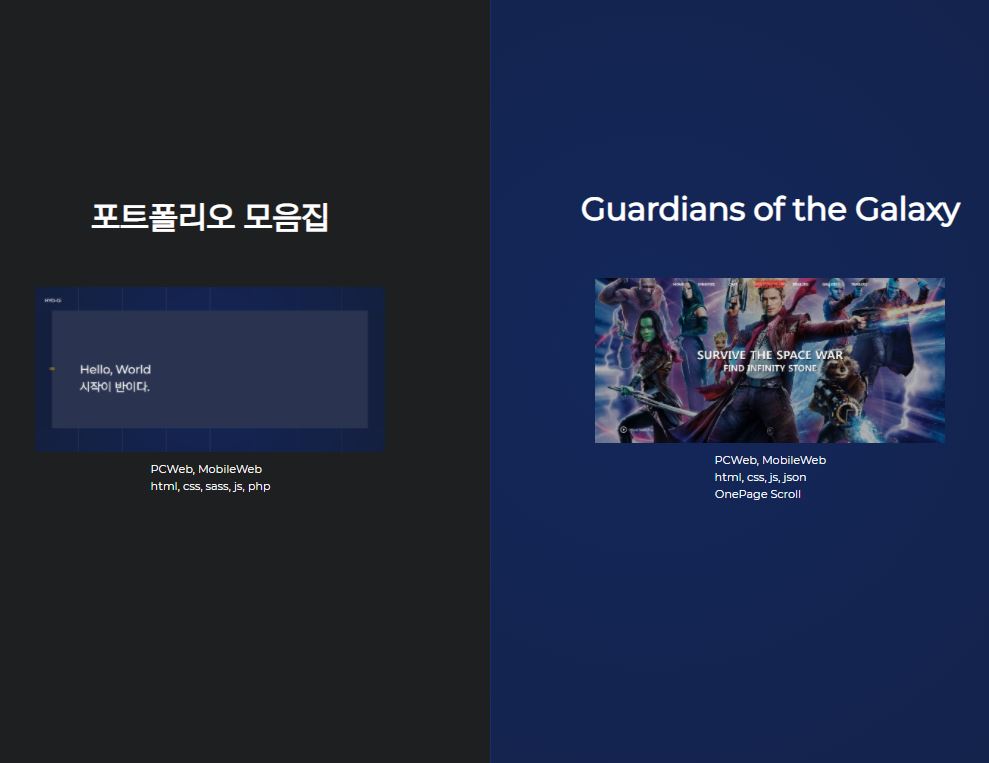 포트폴리오 모음집
HYO-G
Hello, World
시작이 반이다.
PCWeb, MobileWeb
html, css, sass, js, php
Guardians of the Galaxy
SURVIVE THE SPACE WAR
FIND INFINITY STONE
PCWeb, MobileWeb
html, css, js, json
OnePage Scroll